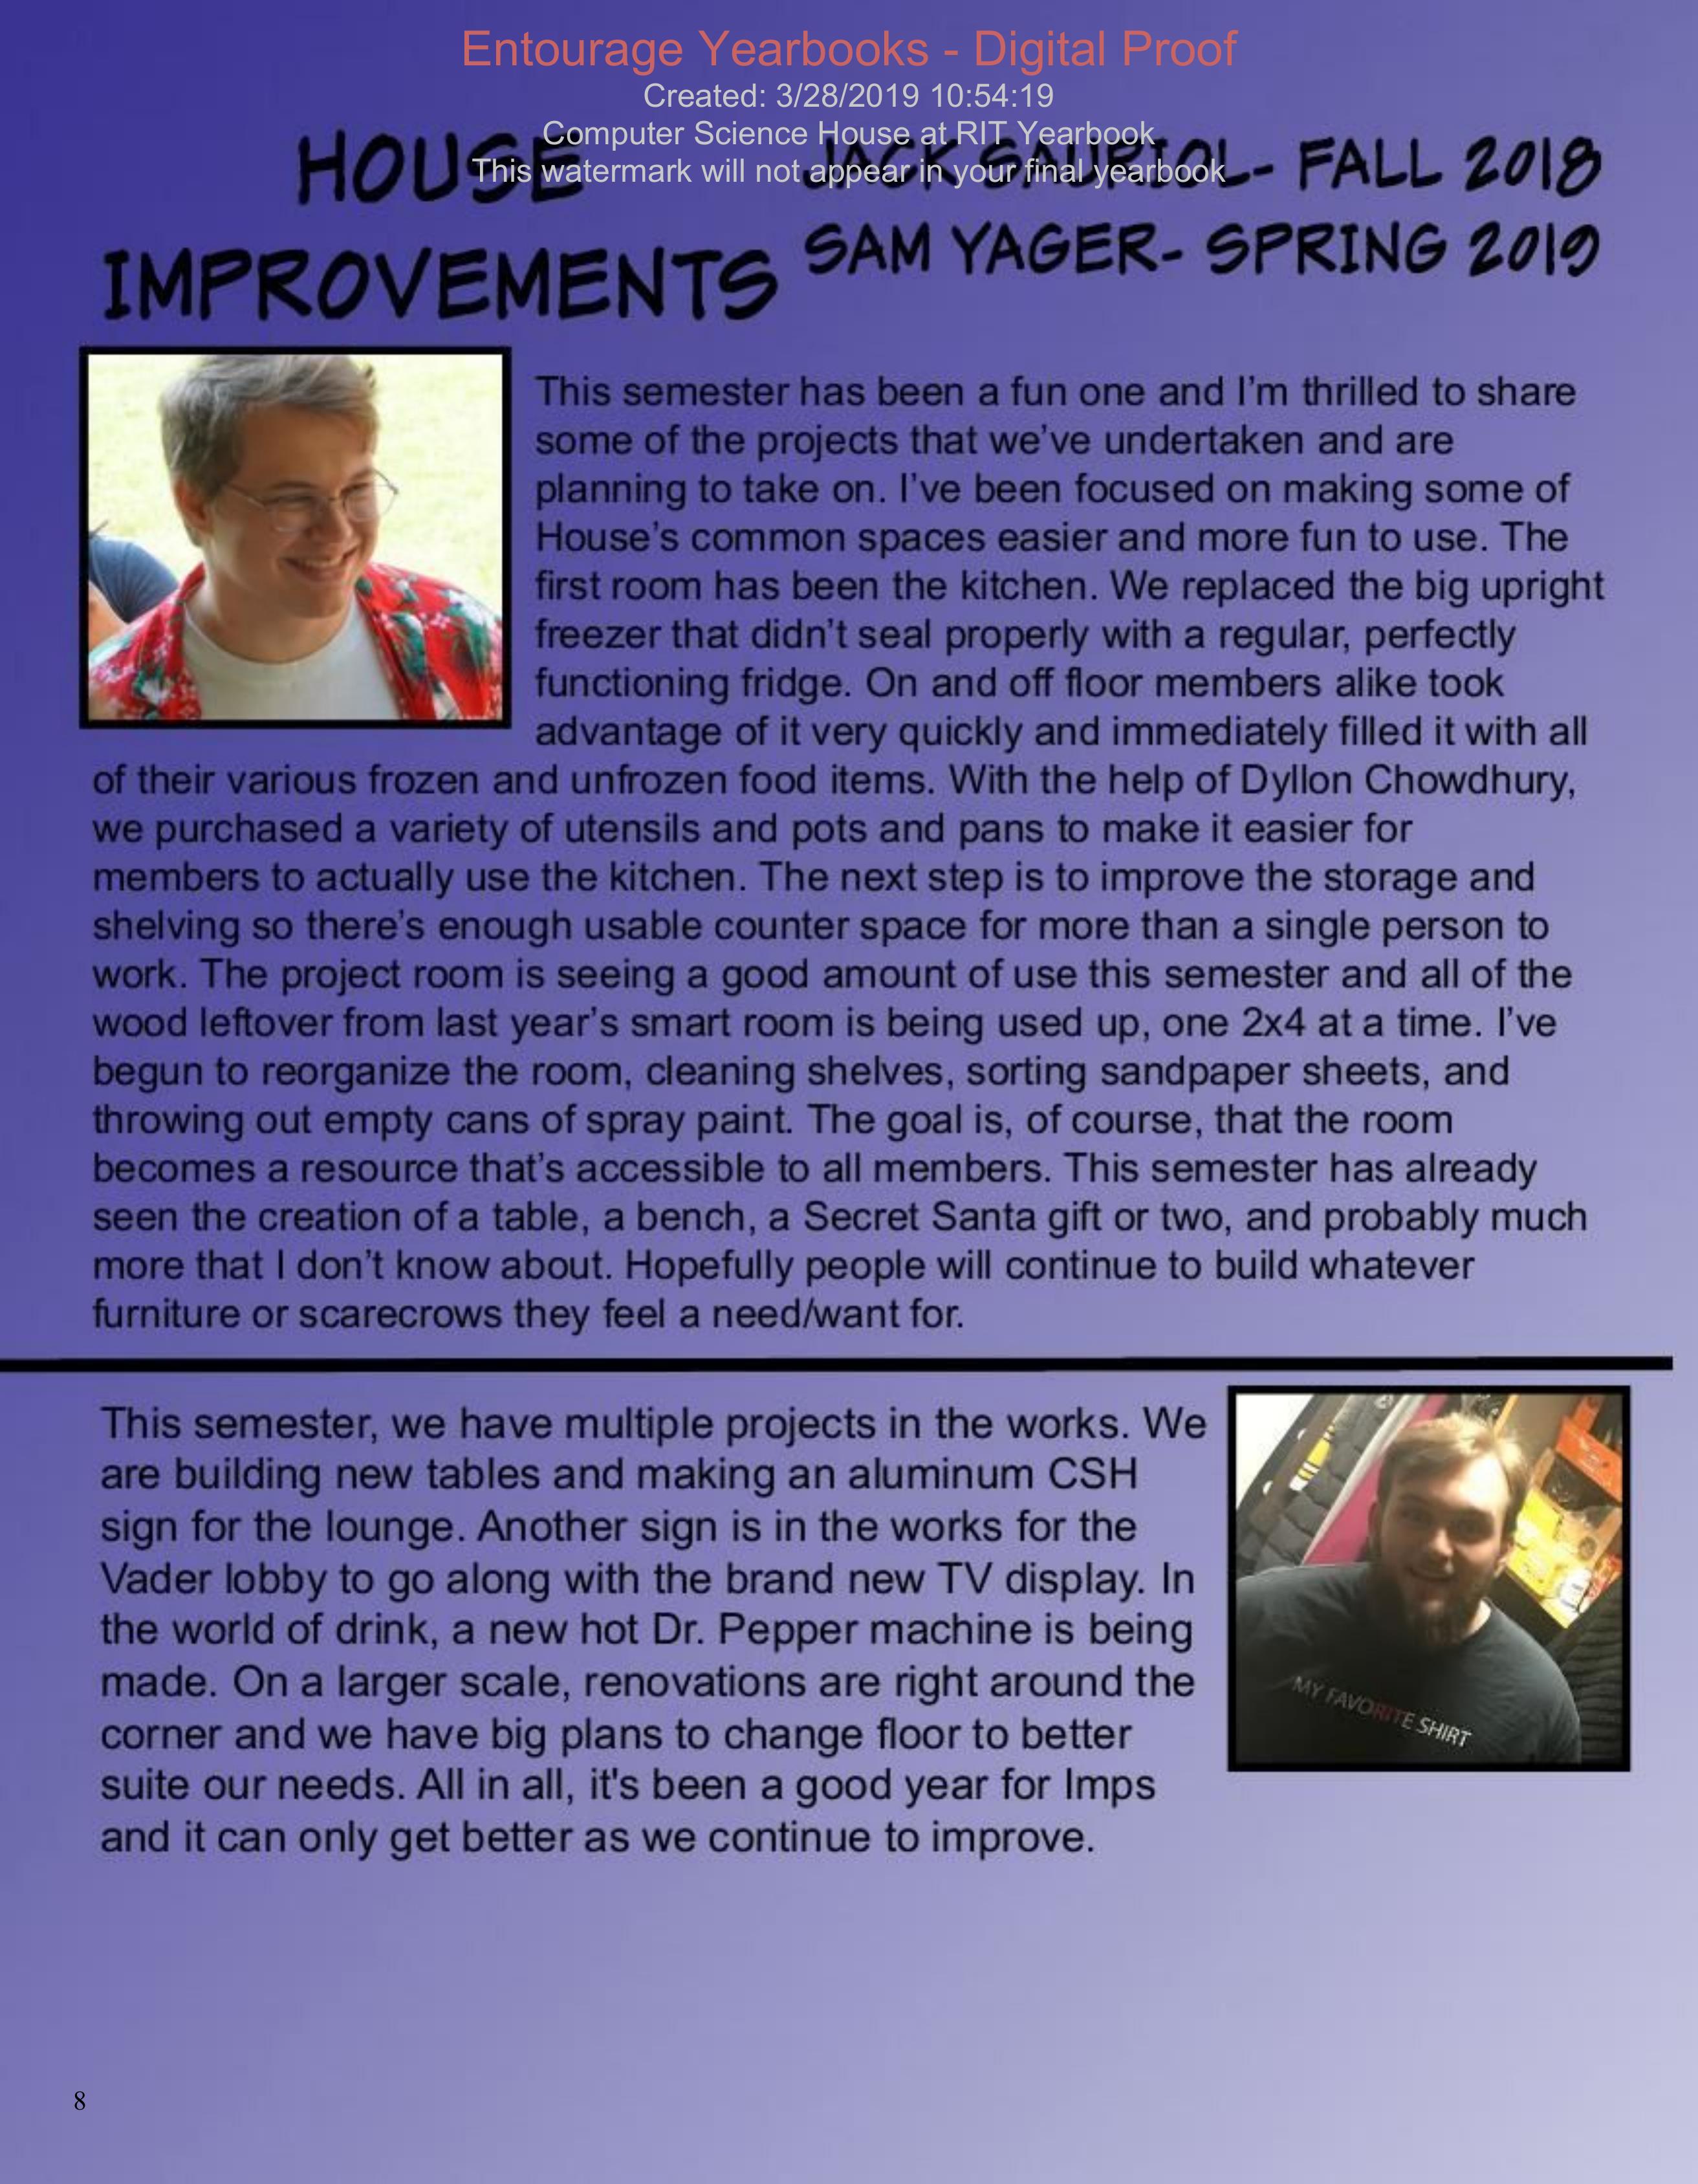 Entourage Yearbooks - Digital Proof
Created: 3/28/2019 10:54:19
Computer Science House at RIT Yearbook
This watermark will not appear in your final yearbook
HOUSE
IMPROVEMENTS
JACK - FALL 2018
SAM YAGER- SPRING 2019
This semester has been a fun one and I'm thrilled to share
some of the projects that we've undertaken and are
planning to take on. I've been focused on making some of
House's common spaces easier and more fun to use. The
first room has been the kitchen. We replaced the big upright
freezer that didn't seal properly with a regular, perfectly
functioning fridge. On and off floor members alike took
advantage of it very quickly and immediately filled it with all
of their various frozen and unfrozen food items. With the help of Dyllon Chowdhury,
we purchased a variety of utensils and pots and pans to make it easier for
members to actually use the kitchen. The next step is to improve the storage and
shelving so there's enough usable counter space for more than a single person to
work. The project room is seeing a good amount of use this semester and all of the
wood leftover from last year's smart room is being used up, one 2x4 at a time. I've
begun to reorganize the room, cleaning shelves, sorting sandpaper sheets, and
throwing out empty cans of spray paint. The goal is, of course, that the room
becomes a resource that's accessible to all members. This semester has already
seen the creation of a table, a bench, a Secret Santa gift or two, and probably much
more that I don't know about. Hopefully people will continue to build whatever
furniture or scarecrows they feel a need/want for.
This semester, we have multiple projects in the works. We
are building new tables and making an aluminum CSH
sign for the lounge. Another sign is in the works for the
Vader lobby to go along with the brand new TV display. In
the world of drink, a new hot Dr. Pepper machine is being
made. On a larger scale, renovations are right around the
corner and we have big plans to change floor to better
suite our needs. All in all, it's been a good year for Imps
and it can only get better as we continue to improve.
MY FAVORITE SHIRT
8